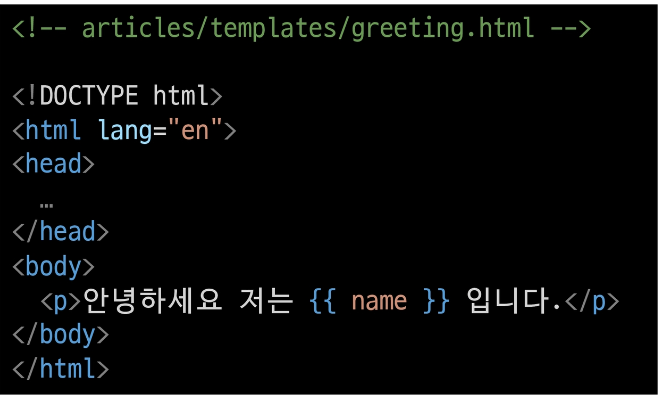 <!-- articles/templates/greeting.html -->
<!DOCTYPE html>
<html lang="en">
<head>
…
</head>
<body>
<p>안녕하세요 저는 {{ name }} 입니다.</p>
</body>
</html>